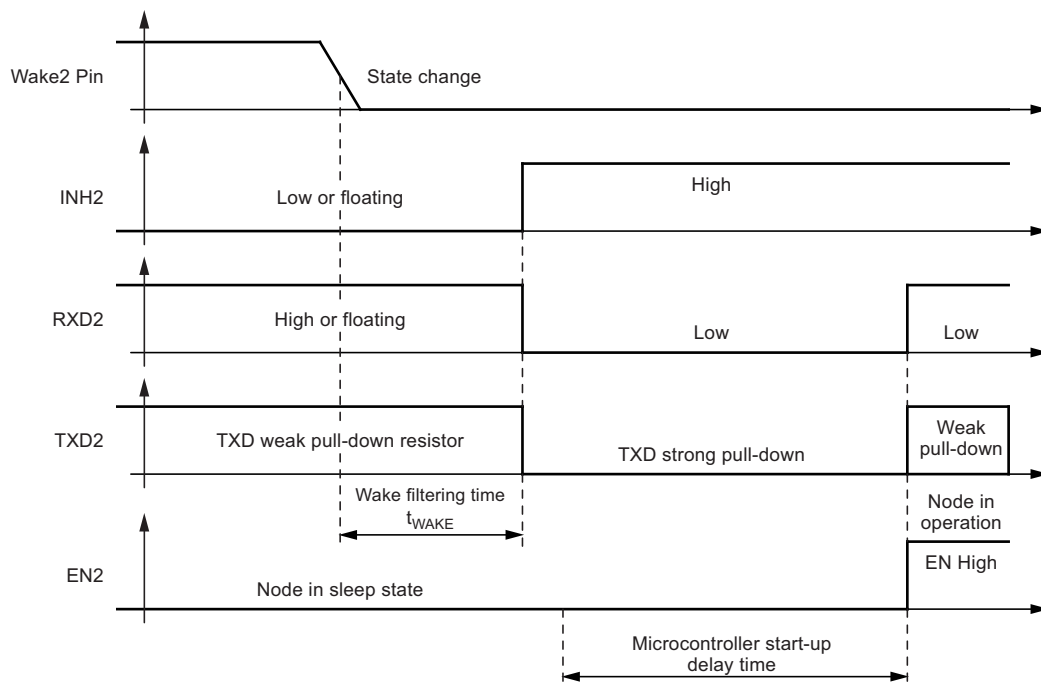 Wake2 Pin
State change
INH2
Low or floating
High
RXD2
High or floating
Low
Low
TXD2
TXD weak pull-down resistor
TXD strong pull-down
Weak
pull-down
Wake filtering time
tWAKE
Node in
operation
EN2
Node in sleep state
EN High
Microcontroller start-up
delay time